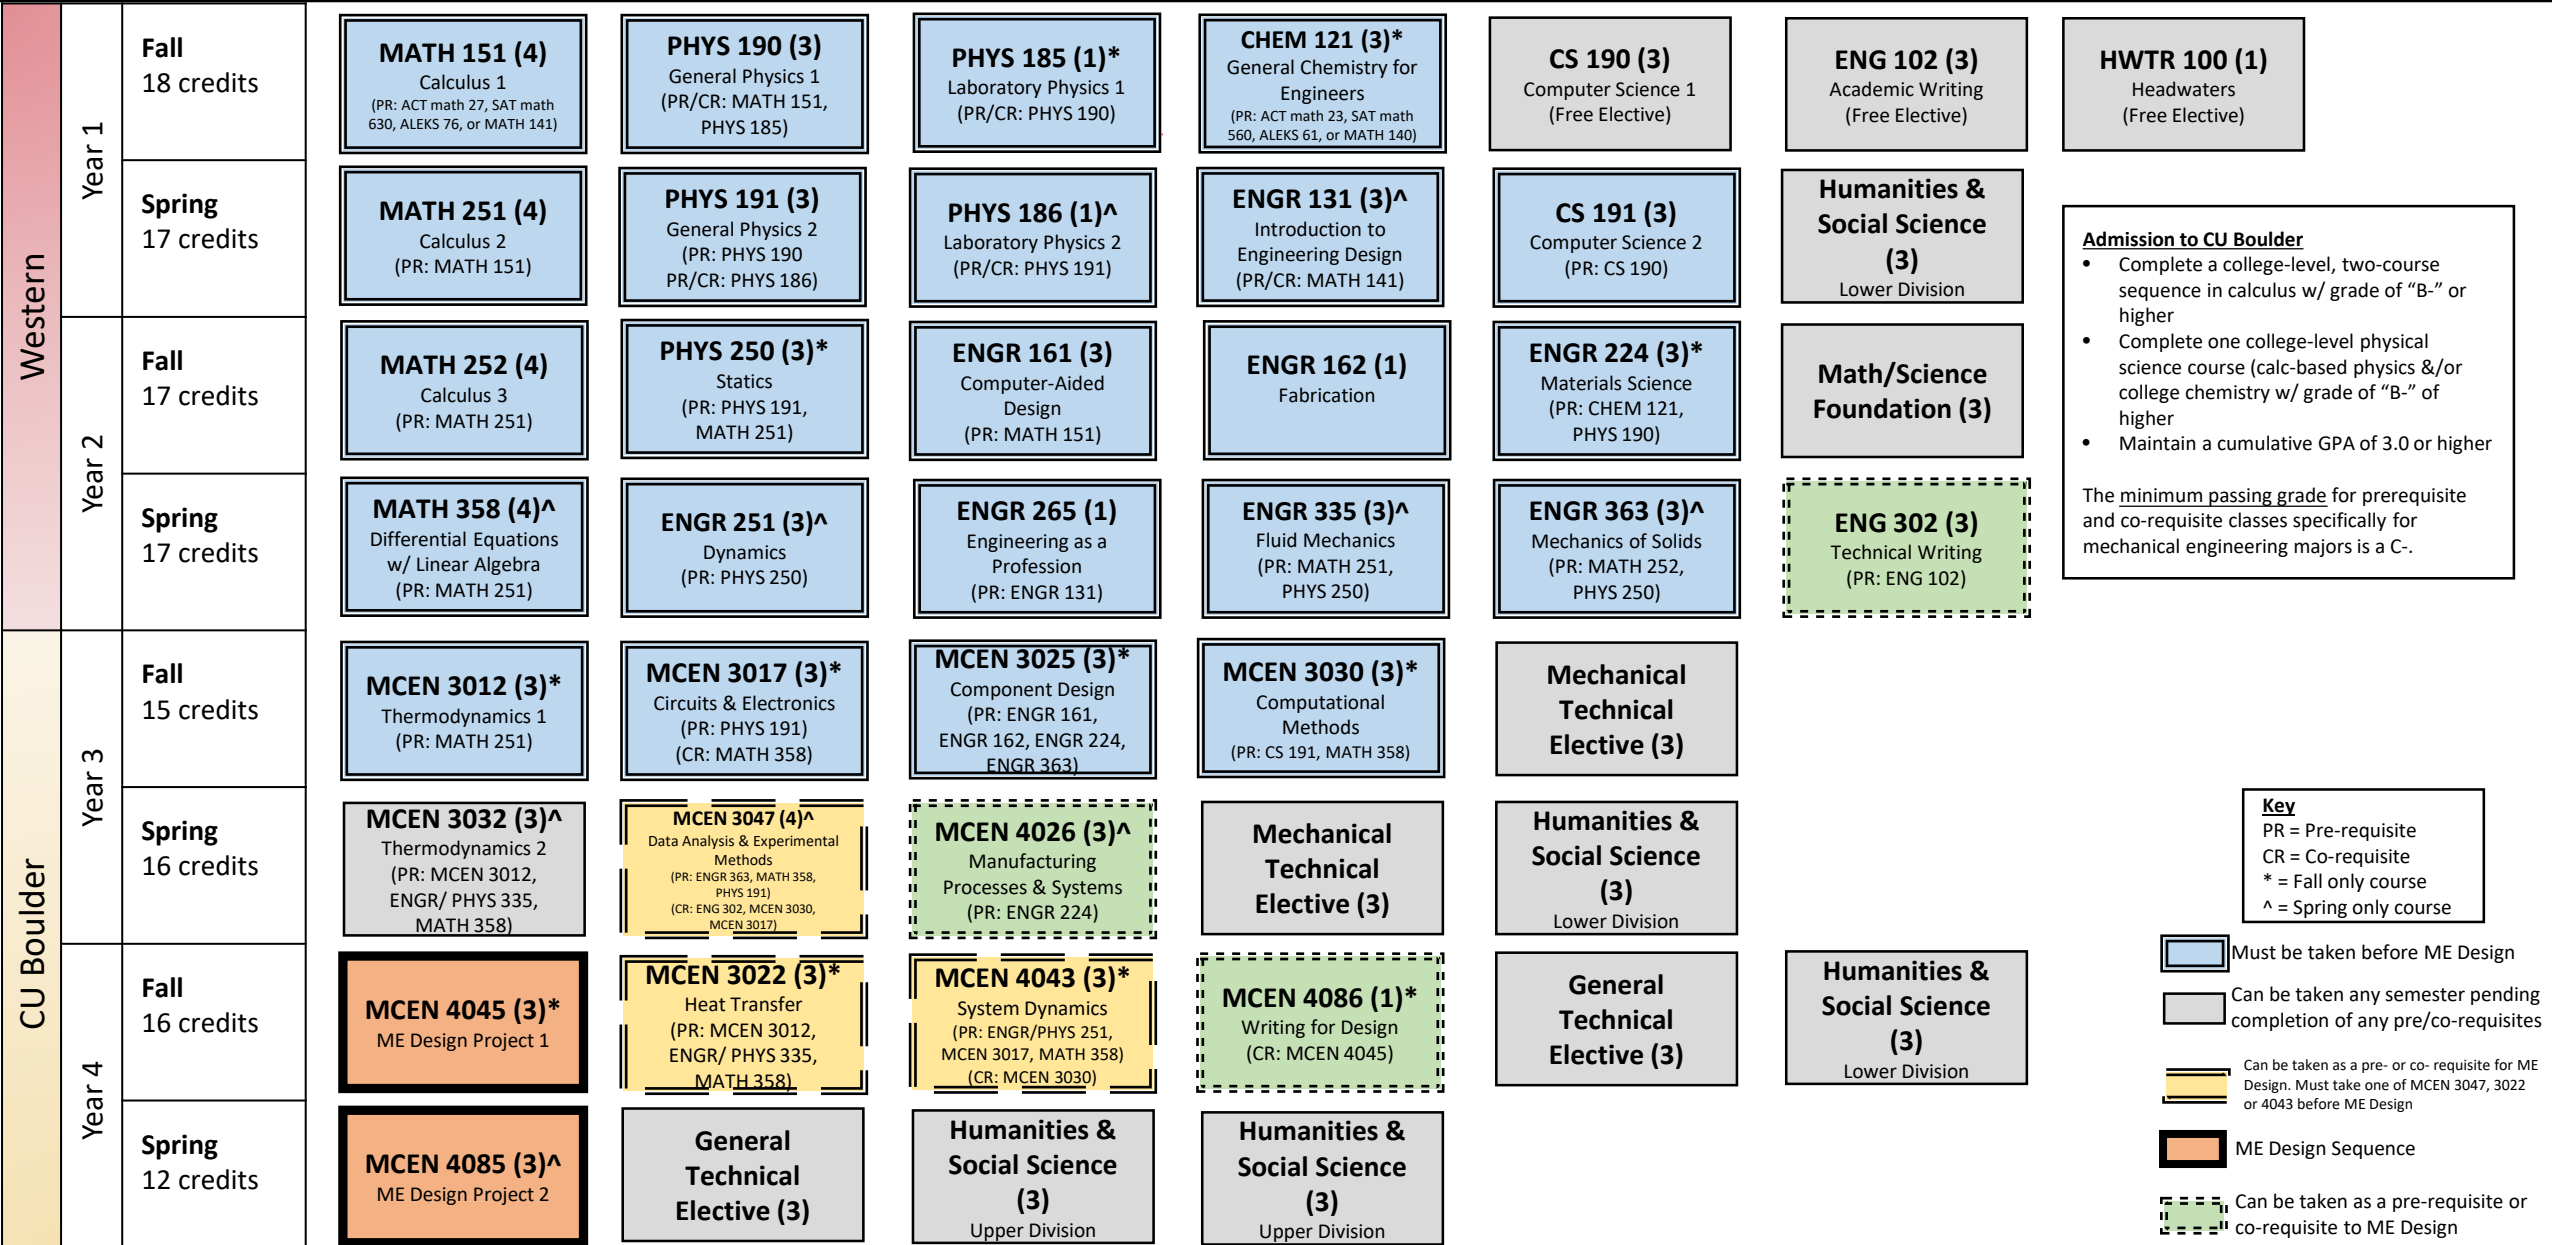 Western
CU Boulder
Year 1
Year 2
Year 3
Year 4
Fall
18 credits
MATH 151 (4)
Calculus 1
(PR: ACT math 27, SAT math
630, ALEKS 76, or MATH 141)
PHYS 190 (3)
General Physics 1
(PR/CR: MATH 151,
PHYS 185)
PHYS 185 (1)*
Laboratory Physics 1
(PR/CR: PHYS 190)
CHEM 121 (3)*
General Chemistry for
Engineers
(PR: ACT math 23, SAT math
560, ALEKS 61, or MATH 140)
CS 190 (3)
Computer Science 1
(Free Elective)
ENG 102 (3)
Academic Writing
(Free Elective)
HWTR 100 (1)
Headwaters
(Free Elective)
Spring
17 credits
MATH 251 (4)
Calculus 2
(PR: MATH 151)
PHYS 191 (3)
General Physics 2
(PR: PHYS 190
PR/CR: PHYS 186)
PHYS 186 (1)^
Laboratory Physics 2
(PR/CR: PHYS 191)
ENGR 131 (3)^
Introduction to
Engineering Design
(PR/CR: MATH 141)
CS 191 (3)
Computer Science 2
(PR: CS 190)
Humanities &
Social Science
(3)
Lower Division
Fall
17 credits
MATH 252 (4)
Calculus 3
(PR: MATH 251)
PHYS 250 (3)*
Statics
(PR: PHYS 191,
MATH 251)
ENGR 161 (3)
Computer-Aided
Design
(PR: MATH 151)
ENGR 162 (1)
Fabrication
ENGR 224 (3)*
Materials Science
(PR: CHEM 121,
PHYS 190)
Math/Science
Foundation (3)
Spring
17 credits
MATH 358 (4)^
Differential Equations
w/ Linear Algebra
(PR: MATH 251)
ENGR 251 (3)^
Dynamics
(PR: PHYS 250)
ENGR 265 (1)
Engineering as a
Profession
(PR: ENGR 131)
ENGR 335 (3)^
Fluid Mechanics
(PR: MATH 251,
PHYS 250)
ENGR 363 (3)^
Mechanics of Solids
(PR: MATH 252,
PHYS 250)
ENG 302 (3)
Technical Writing
(PR: ENG 102)
Admission to CU Boulder
• Complete a college-level, two-course
sequence in calculus w/ grade of “B-” or
higher
• Complete one college-level physical
science course (calc-based physics &/or
college chemistry w/ grade of “B-” of
higher
• Maintain a cumulative GPA of 3.0 or higher
The minimum passing grade for prerequisite
and co-requisite classes specifically for
mechanical engineering majors is a C-.
Fall
15 credits
MCEN 3012 (3)*
Thermodynamics 1
(PR: MATH 251)
MCEN 3017 (3)*
Circuits & Electronics
(PR: PHYS 191)
(CR: MATH 358)
MCEN 3025 (3)*
Component Design
(PR: ENGR 161,
ENGR 162, ENGR 224,
ENGR 363)
MCEN 3030 (3)*
Computational
Methods
(PR: CS 191, MATH 358)
Mechanical
Technical
Elective (3)
Spring
16 credits
MCEN 3032 (3)^
Thermodynamics 2
(PR: MCEN 3012,
ENGR/ PHYS 335,
MATH 358)
MCEN 3047 (4)^
Data Analysis & Experimental
Methods
(PR: ENGR 363, MATH 358,
PHYS 191)
(CR: ENG 302, MCEN 3030,
MCEN 3017)
MCEN 4026 (3)^
Manufacturing
Processes & Systems
(PR: ENGR 224)
Mechanical
Technical
Elective (3)
Humanities &
Social Science
(3)
Lower Division
Fall
16 credits
MCEN 4045 (3)*
ME Design Project 1
MCEN 3022 (3)*
Heat Transfer
(PR: MCEN 3012,
ENGR/ PHYS 335,
MATH 358)
MCEN 4043 (3)*
System Dynamics
(PR: ENGR/PHYS 251,
MCEN 3017, MATH 358)
(CR: MCEN 3030)
MCEN 4086 (1)*
Writing for Design
(CR: MCEN 4045)
General
Technical
Elective (3)
Humanities &
Social Science
(3)
Lower Division
Spring
12 credits
MCEN 4085 (3)^
ME Design Project 2
General
Technical
Elective (3)
Humanities &
Social Science
(3)
Upper Division
Humanities &
Social Science
(3)
Upper Division
Key
PR = Pre-requisite
CR = Co-requisite
* = Fall only course
^ = Spring only course
Must be taken before ME Design
Can be taken any semester pending
completion of any pre/co-requisites
Can be taken as a pre- or co- requisite for ME
Design. Must take one of MCEN 3047, 3022
or 4043 before ME Design
ME Design Sequence
Can be taken as a pre-requisite or
co-requisite to ME Design